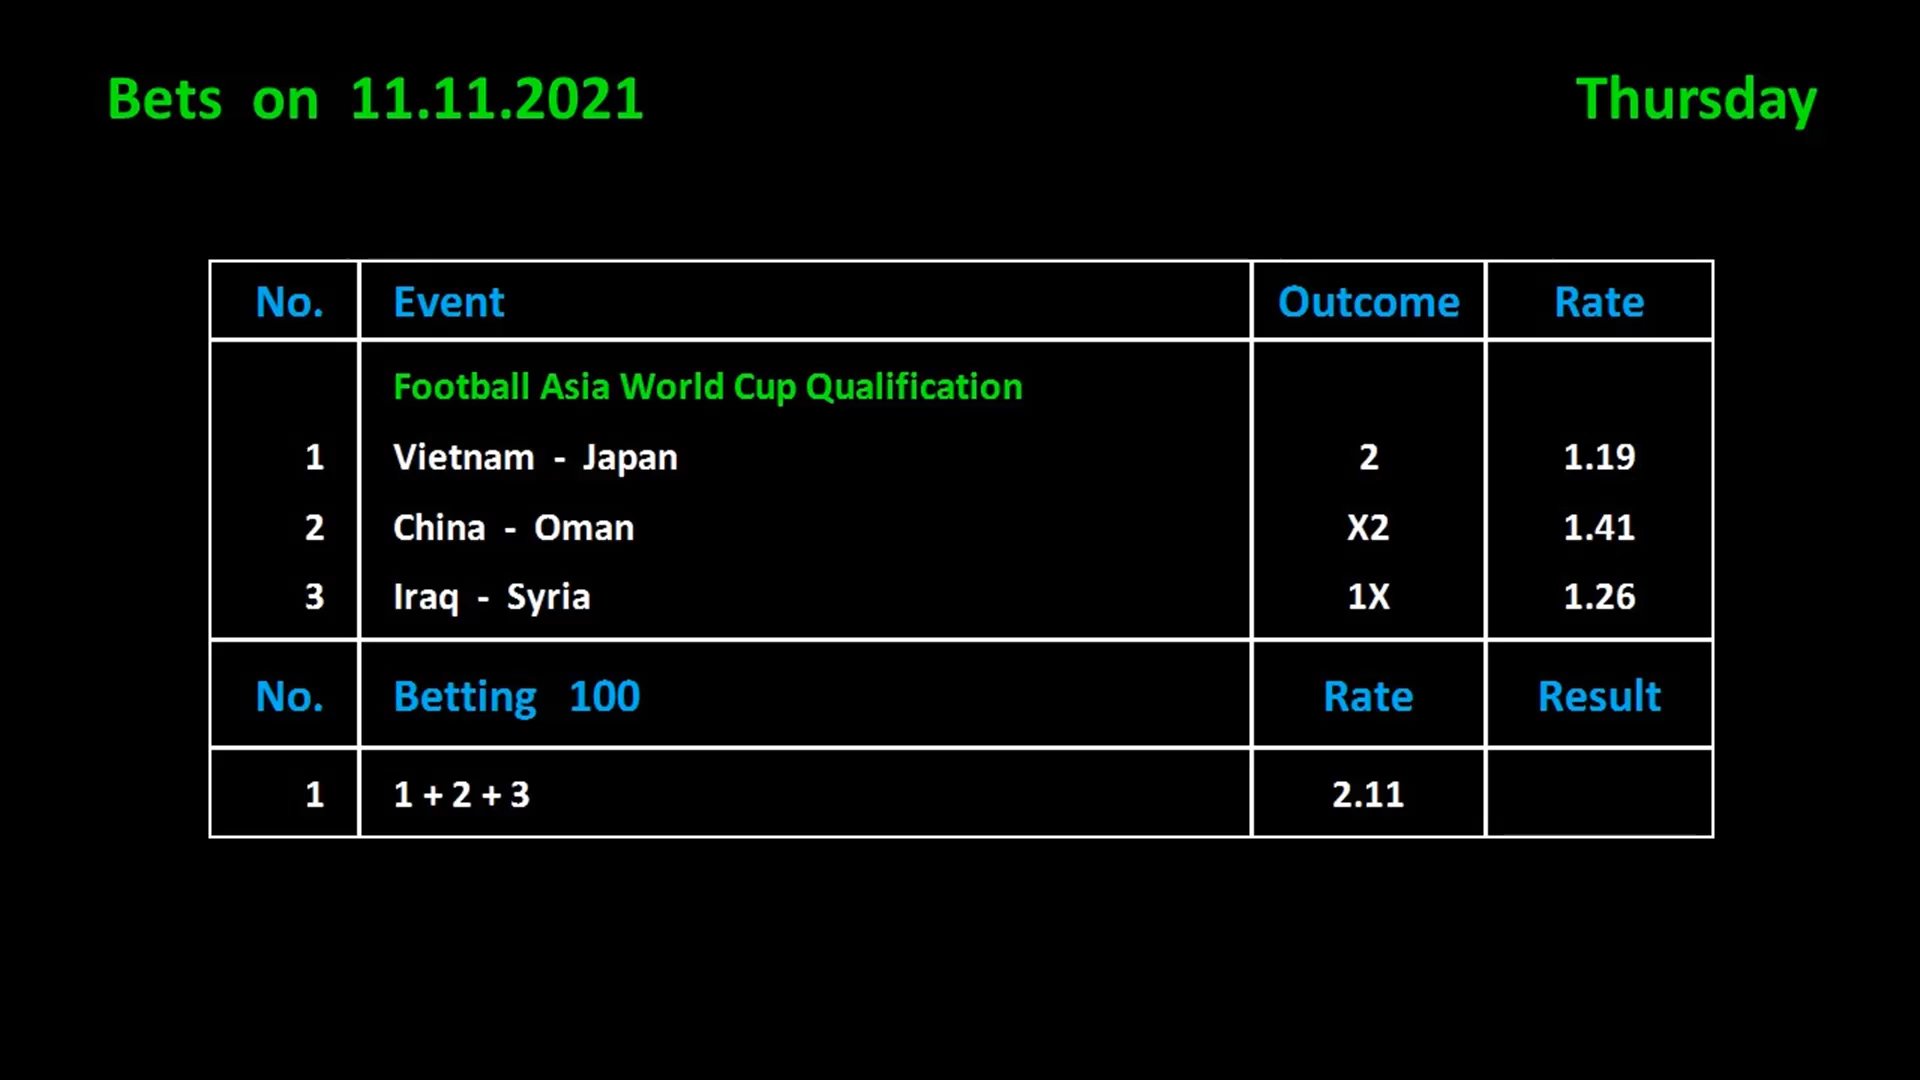 Bets on 11.11.2021 Thursday
No. Event Outcome Rate
Football Asia World Cup Qualification
1 Vietnam - Japan 2 1.19
2 China - Oman X2 1.41
3 Iraq - Syria 1X 1.26
No. Betting 100 Rate Result
1 1 + 2 + 3 2.11